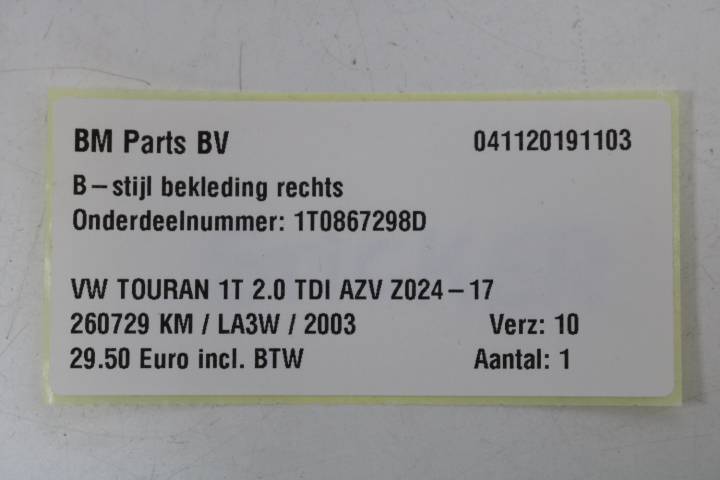 BM Parts BV 041120191103
B-stijl bekleding rechts
Onderdeelnummer: 1T0867298D
VW TOURAN 1T 2.0 TDI AZV Z024-17
260729 KM / LA3W / 2003 Verz: 10
29.50 Euro incl. BTW Aantal: 1